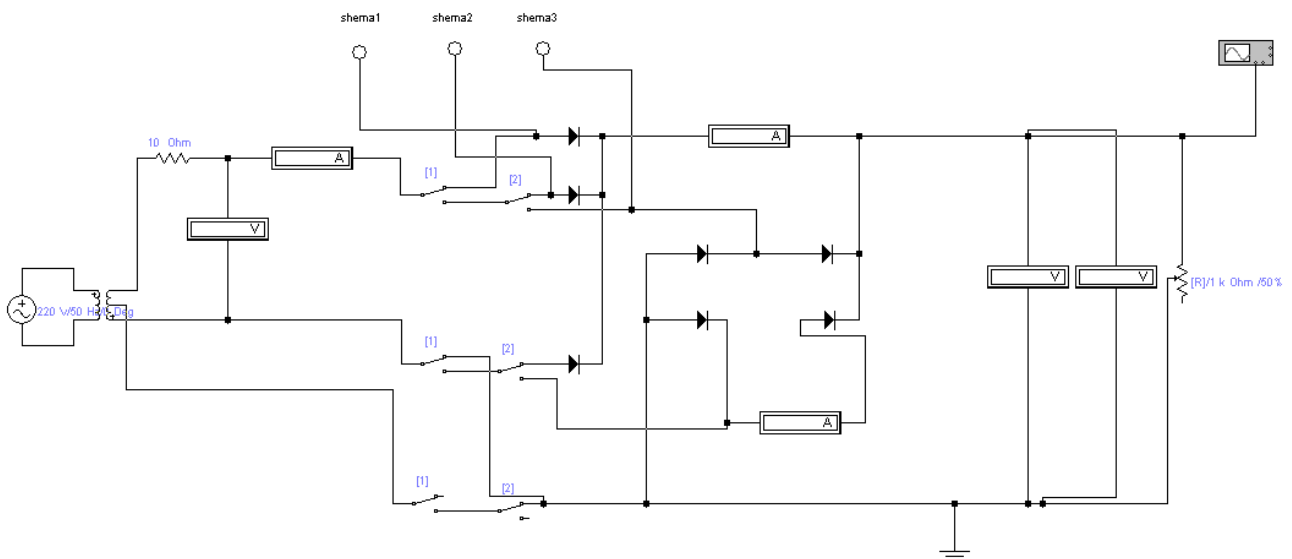 shema1 shema2 shema3
10 Ohm
A
A
[1]
[2]
V
V
V
220 V/50 Hz/0 Deg
[R]/1 k Ohm /50%
[1]
[2]
A
[1]
[2]